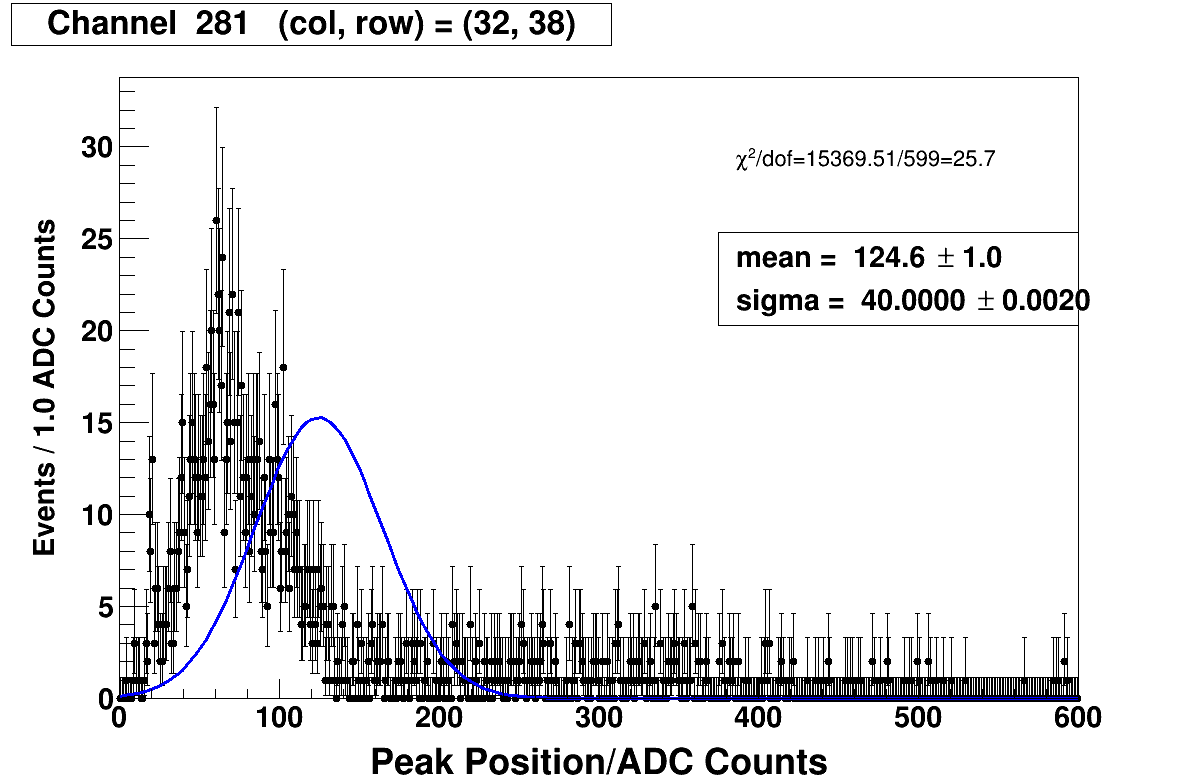 Channel 281 (col, row) = (32, 38)
χ²/dof=15369.51/599=25.7
mean = 124.6 ± 1.0
sigma = 40.0000 ± 0.0020
Events / 1.0 ADC Counts
30
25
20
15
10
5
0
0 100 200 300 400 500 600
Peak Position/ADC Counts